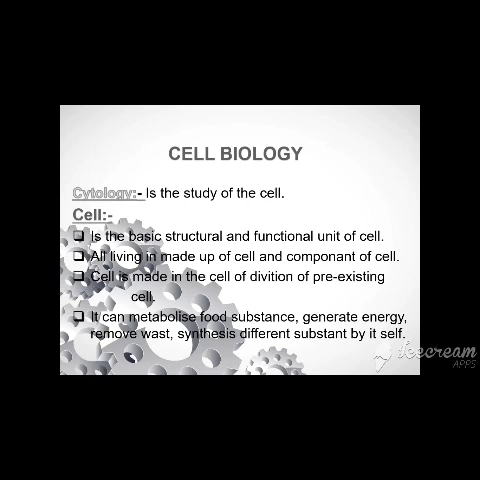 CELL BIOLOGY
Cytology:- Is the study of the cell.
Cell:-
❑ Is the basic structural and functional unit of cell.
❑ All living in made up of cell and componant of cell.
❑ Cell is made in the cell of divition of pre-existing
cell.
❑ It can metabolise food substance, generate energy,
remove wast, synthesis different substant by it self.
Icecream
APPS